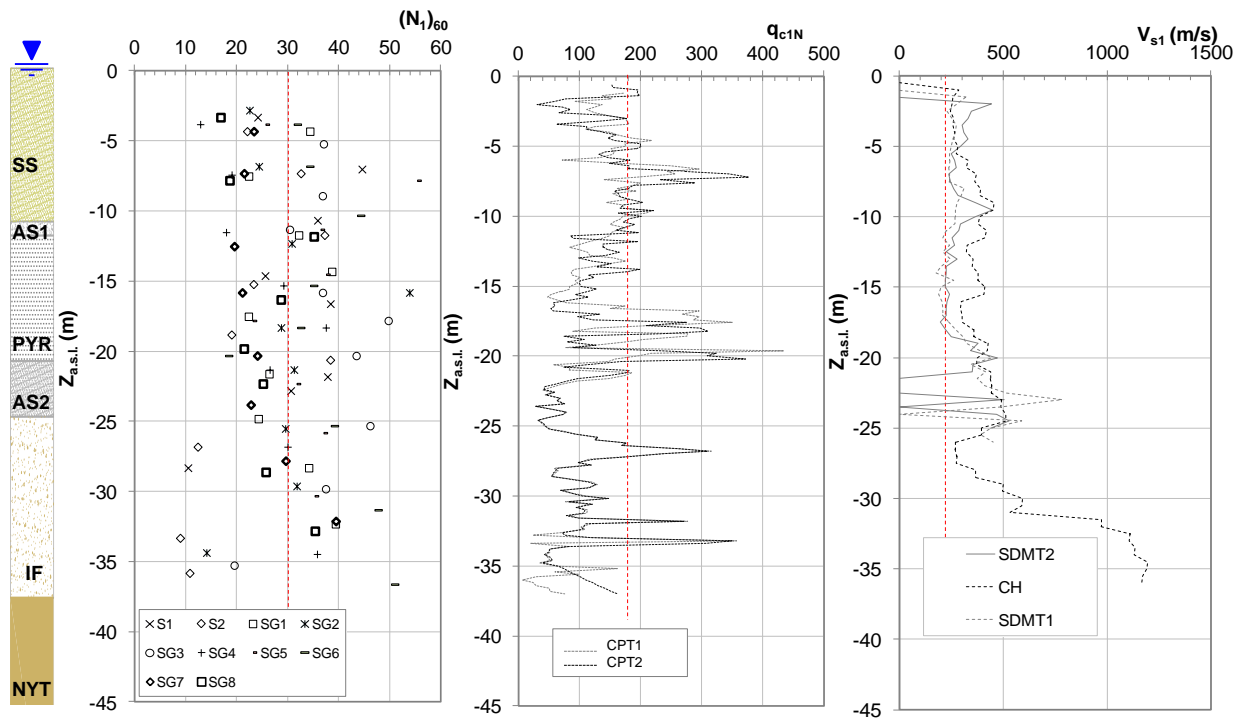 SS
AS1
PYR
AS2
IF
NYT
(N1)60
0 10 20 30 40 50 60
Z a.s.l. (m)
0
-5
-10
-15
-20
-25
-30
-35
-40
-45
S1 S2 SG1 SG2
SG3 SG4 SG5 SG6
SG7 SG8
qc1N
0 100 200 300 400 500
Z a.s.l. (m)
0
-5
-10
-15
-20
-25
-30
-35
-40
-45
CPT1
CPT2
Vs1 (m/s)
0 500 1000 1500
Z a.s.l. (m)
0
-5
-10
-15
-20
-25
-30
-35
-40
-45
SDMT2
CH
SDMT1